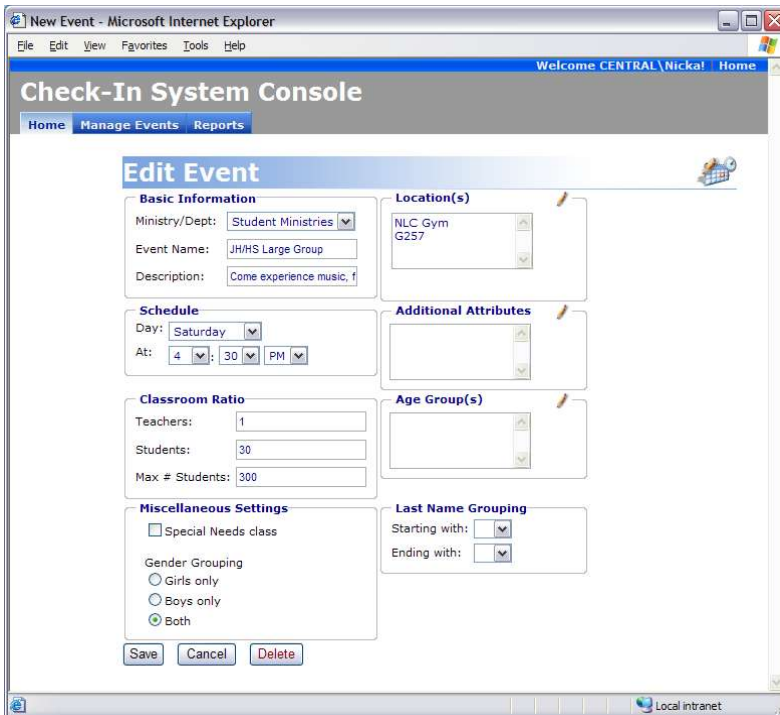 New Event - Microsoft Internet Explorer
File Edit View Favorites Tools Help
Welcome CENTRAL\Nicka! Home
Check-In System Console
Home Manage Events Reports
Edit Event
Basic Information
Ministry/Dept: Student Ministries
Event Name: JH/HS Large Group
Description: Come experience music, f
Location(s)
NLC Gym
G257
Schedule
Day: Saturday
At: 4 : 30 PM
Additional Attributes
Classroom Ratio
Teachers: 1
Students: 30
Max # Students: 300
Age Group(s)
Miscellaneous Settings
Special Needs class
Gender Grouping
Girls only
Boys only
Both
Last Name Grouping
Starting with:
Ending with:
Save Cancel Delete
Local intranet